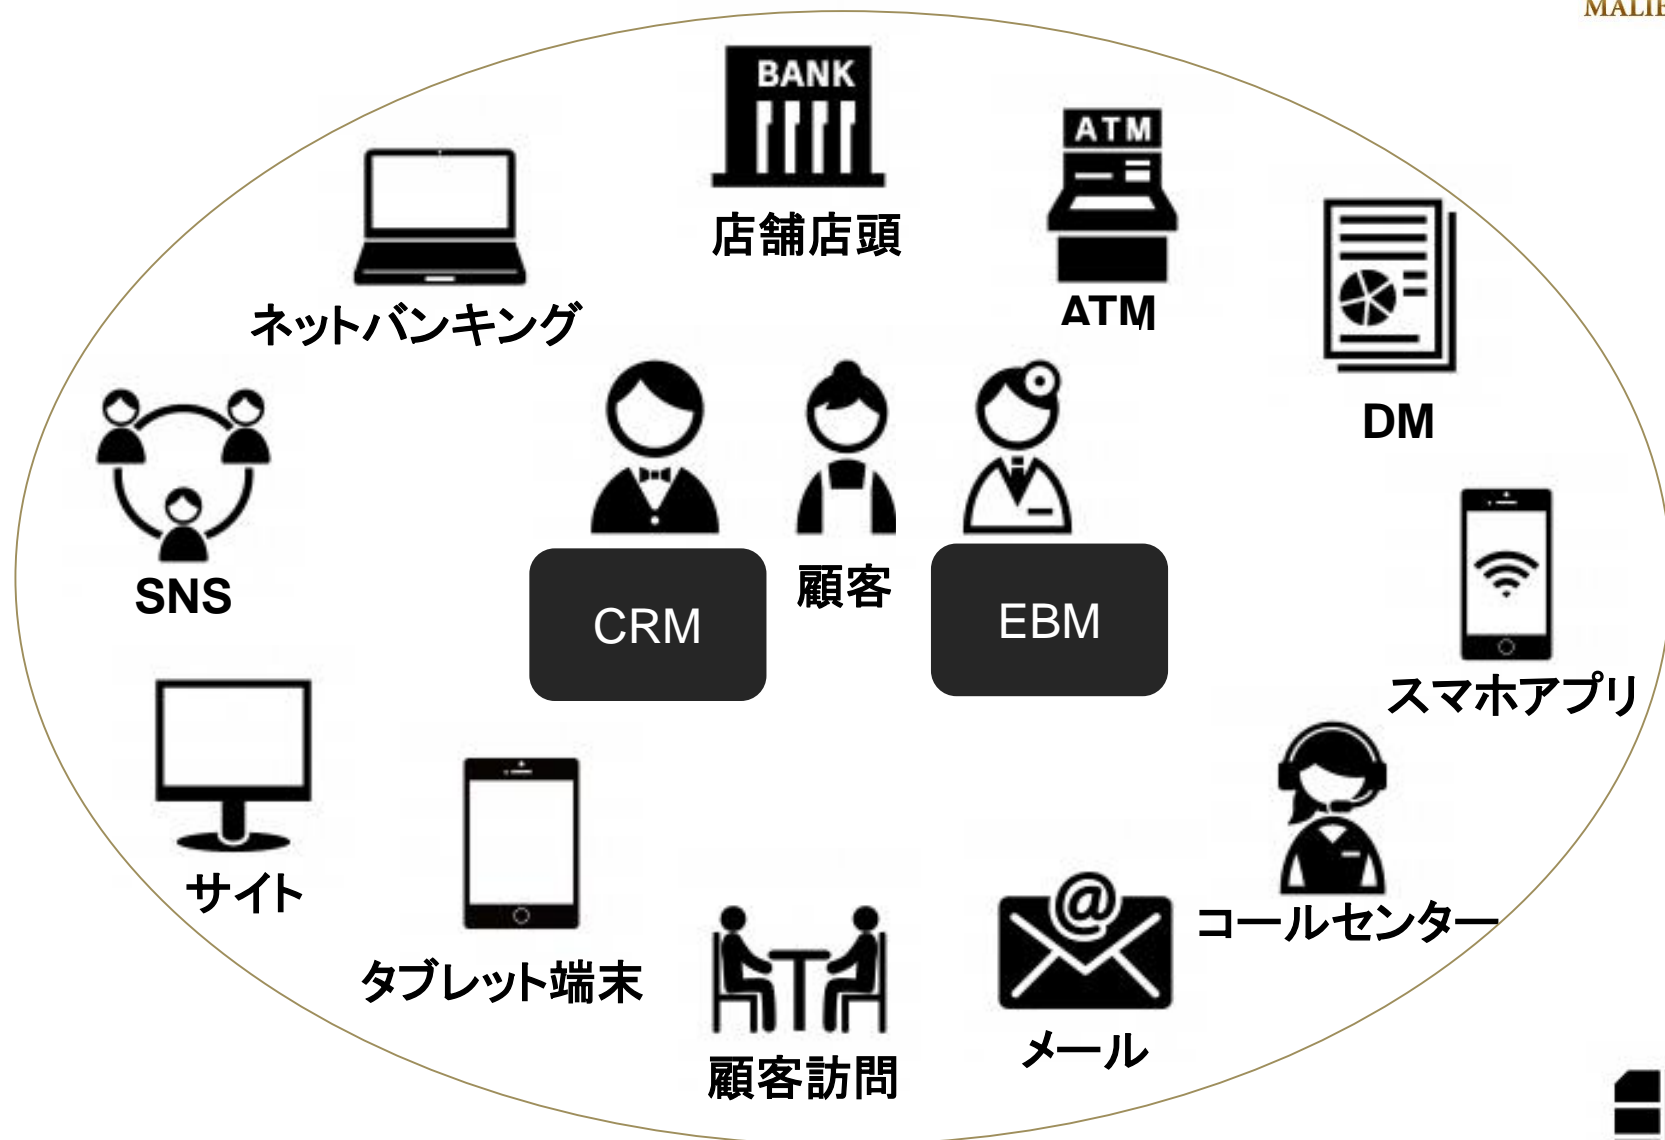 MALIB
BANK
ATM
店舗店頭
ネットバンキング
ATM
DM
SNS
顧客
CRM
EBM
スマホアプリ
サイト
コールセンター
タブレット端末
@
メール
顧客訪問